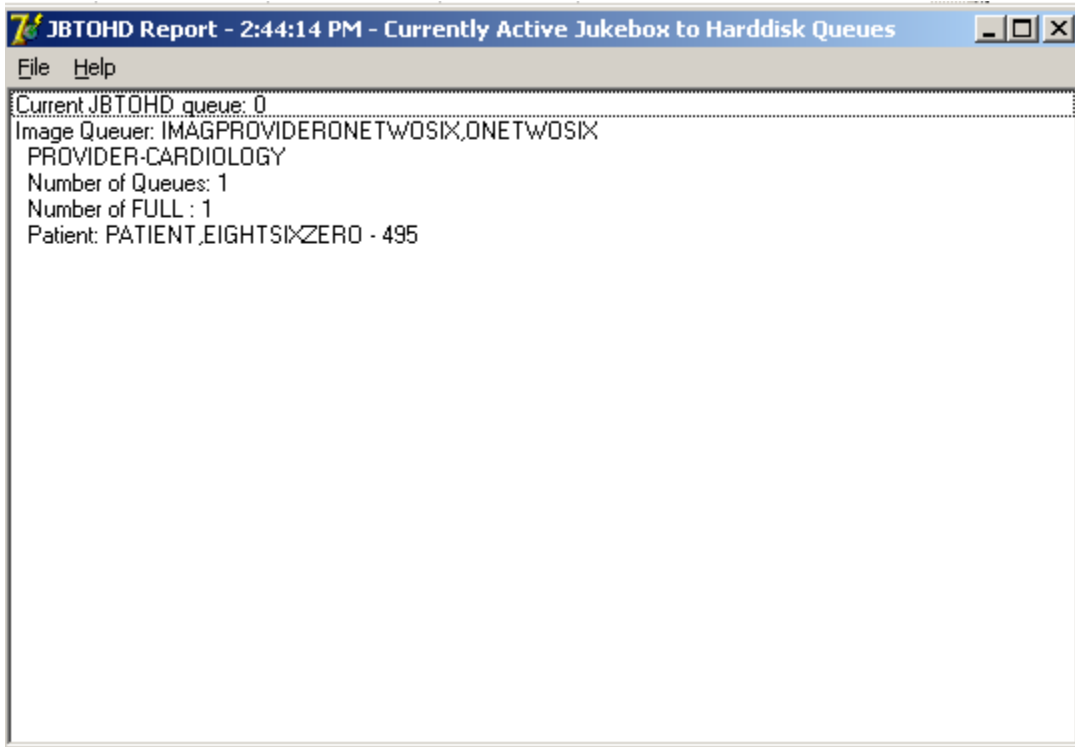 JBTOHD Report - 2:44:14 PM - Currently Active Jukebox to Harddisk Queues
File Help
Current JBTOHD queue: 0
Image Queuer: IMAGPROVIDERONETWOSIX,ONETWOSIX
PROVIDER-CARDIOLOGY
Number of Queues: 1
Number of FULL : 1
Patient: PATIENT,EIGHTSIXZERO - 495